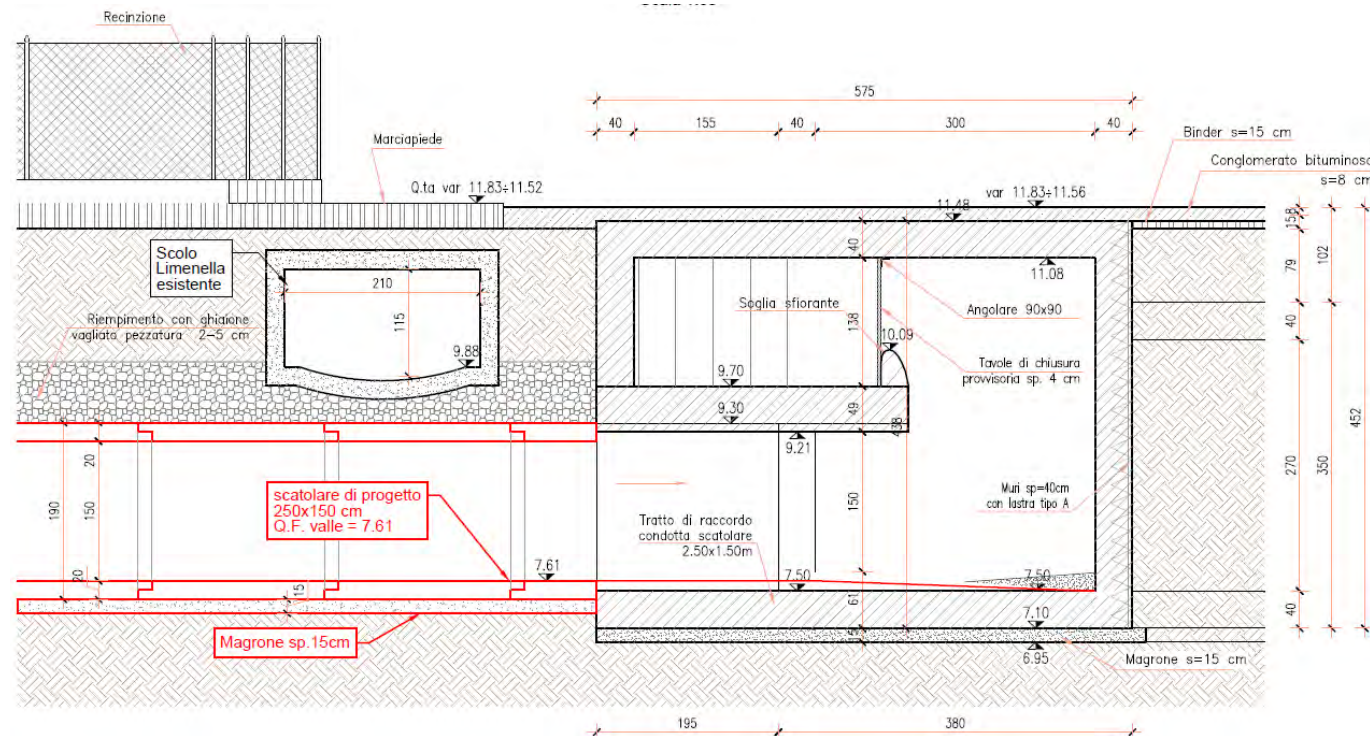 Recinzione
575
40
155
40
300
40
Marciapiede
Binder s=15 cm
Conglomerato bituminoso
s=8 cm
Q.ta var 11.83÷11.52
var 11.83÷11.56
11.48
15
8
Scolo
Limenella
esistente
210
115
9.88
40
11.08
79
102
Soglia sfiorante
Angolare 90x90
138
10.09
Riempimento con ghiaione
vagliato pezzatura 2–5 cm
40
Tavole di chiusura
provvisoria sp. 4 cm
9.70
9.30
49
438
452
9.21
20
270
350
scatolare di progetto
250x150 cm
Q.F. valle = 7.61
Muri sp=40cm
con lastra tipo A
190
150
150
Tratto di raccordo
condotta scatolare
2.50x1.50m
7.61
20
15
7.50
7.50
61
40
7.10
Magrone sp.15cm
15
6.95
Magrone s=15 cm
195
380